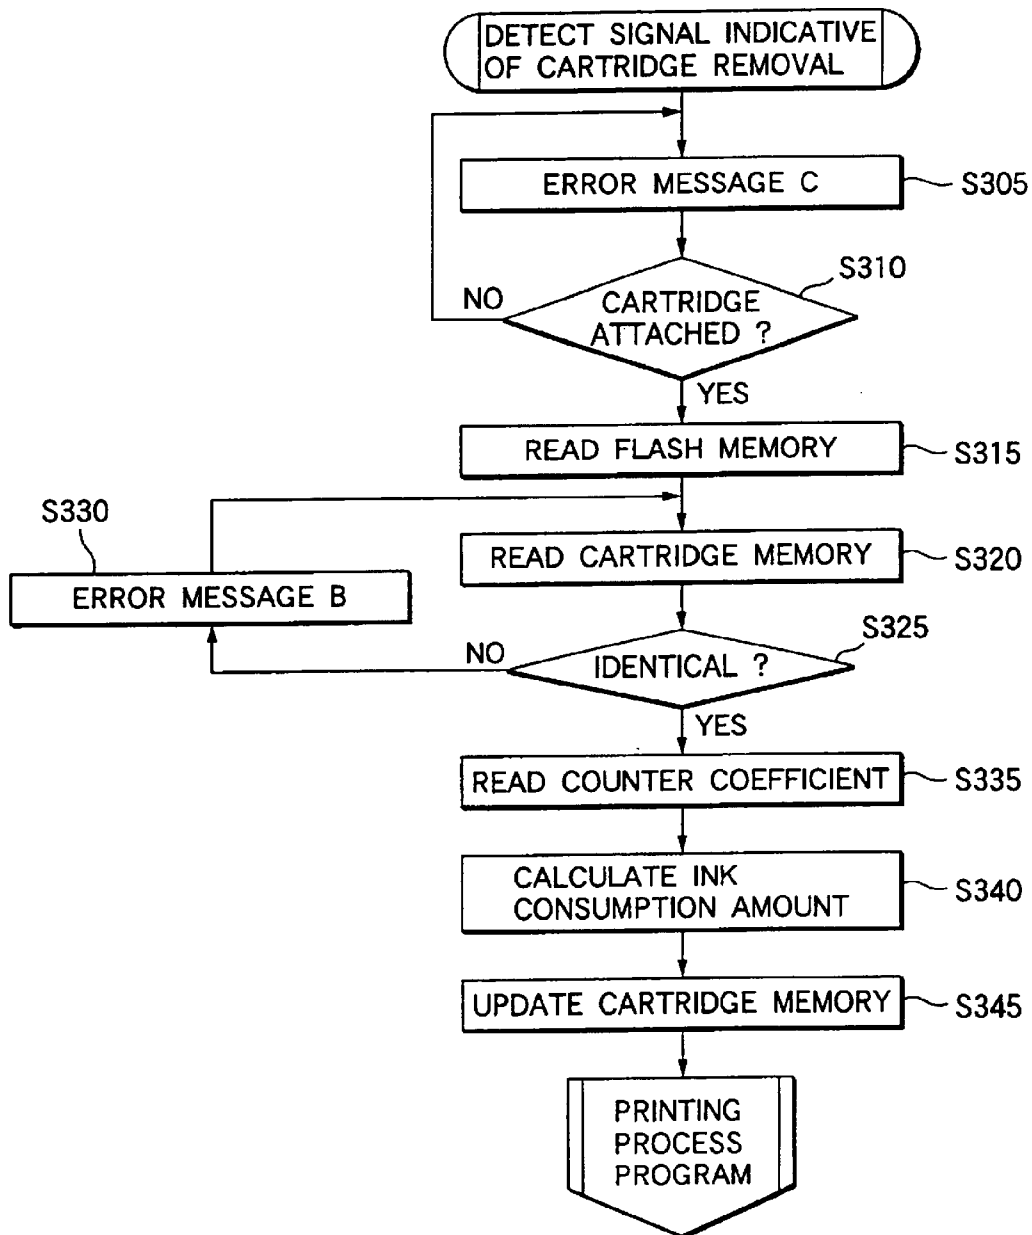 DETECT SIGNAL INDICATIVE
OF CARTRIDGE REMOVAL
ERROR MESSAGE C
S305
S310
NO
CARTRIDGE
ATTACHED ?
YES
READ FLASH MEMORY
S315
S330
READ CARTRIDGE MEMORY
S320
ERROR MESSAGE B
S325
NO
IDENTICAL ?
YES
READ COUNTER COEFFICIENT
S335
CALCULATE INK
CONSUMPTION AMOUNT
S340
UPDATE CARTRIDGE MEMORY
S345
PRINTING
PROCESS
PROGRAM